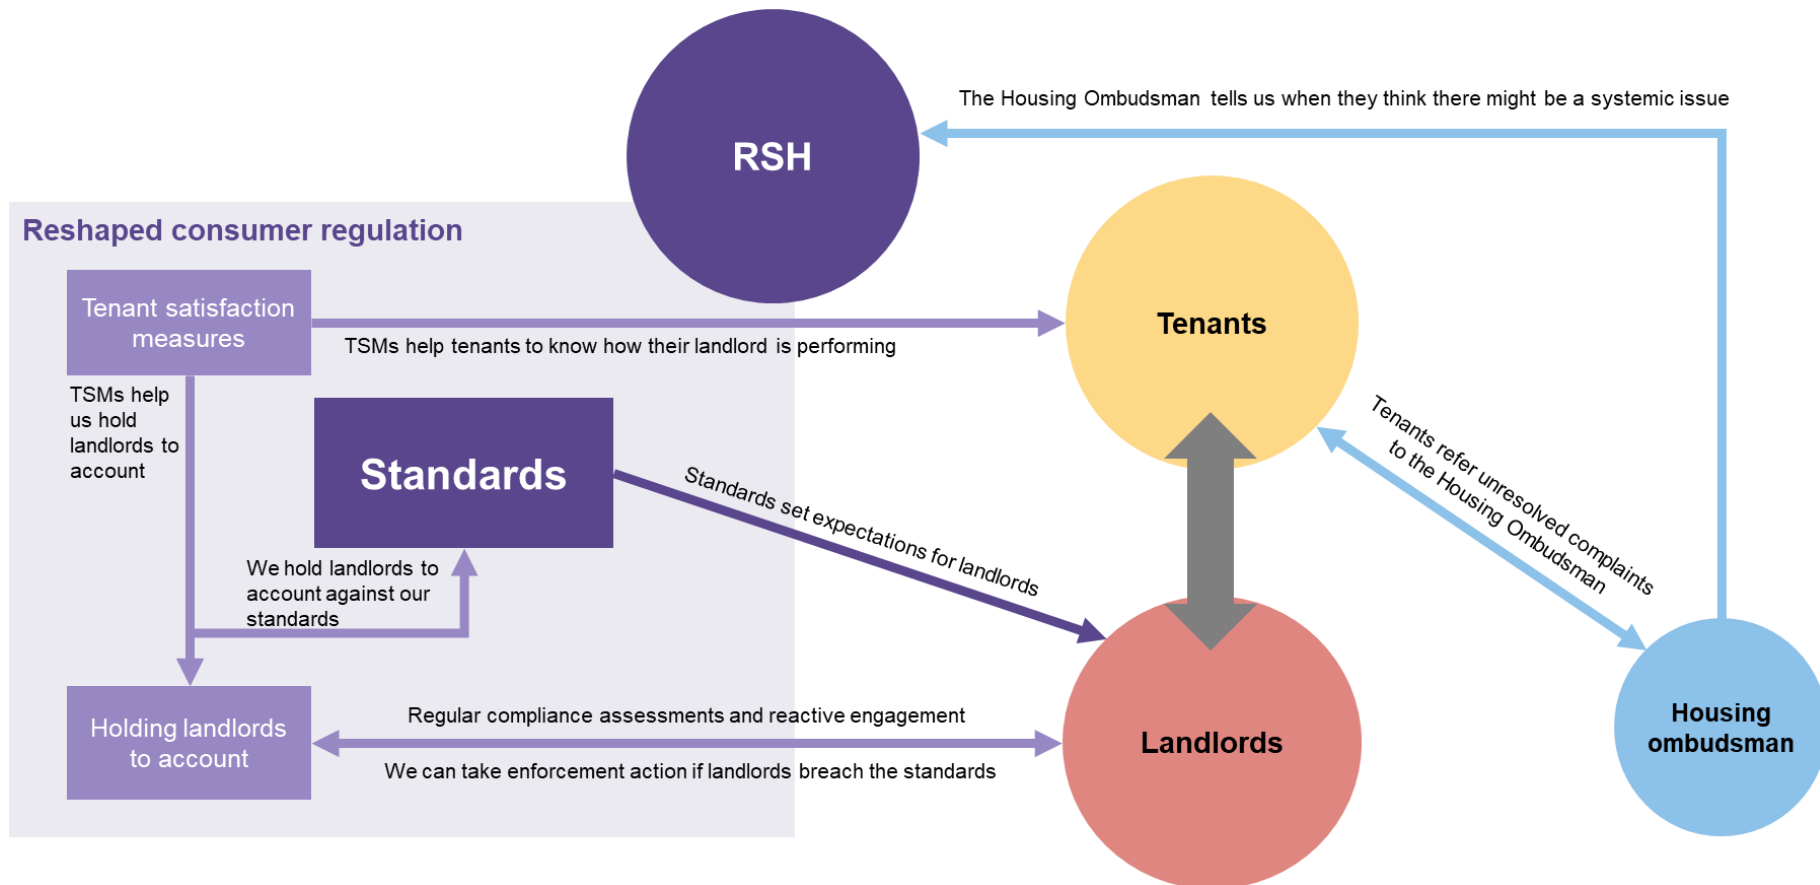 RSH
The Housing Ombudsman tells us when they think there might be a systemic issue
Reshaped consumer regulation
Tenant satisfaction
measures
TSMs help tenants to know how their landlord is performing
Tenants
TSMs help
us hold
landlords to
account
Standards
Standards set expectations for landlords
Tenants refer unresolved complaints
to the Housing Ombudsman
We hold landlords to
account against our
standards
Holding landlords
to account
Regular compliance assessments and reactive engagement
We can take enforcement action if landlords breach the standards
Landlords
Housing
ombudsman